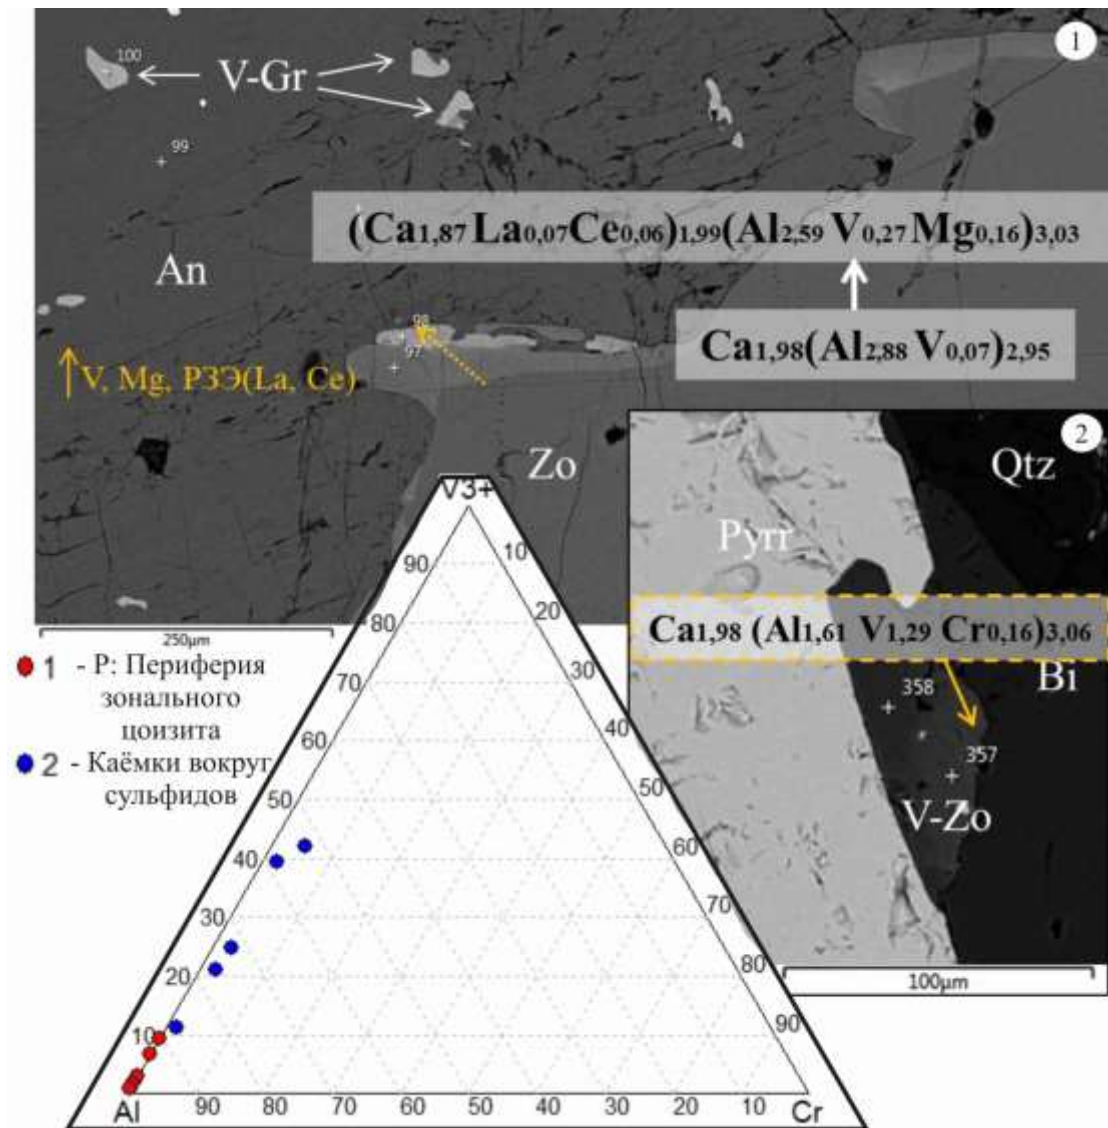 1
100
V-Gr
99
(Ca1,87 La0,07Ce0,06)1,99(Al2,59 V0,27 Mg0,16)3,03
An
Ca1,98(Al2,88 V0,07)2,95
98
97
V, Mg, РЗЭ(La, Ce)
Zo
250µm
2
Qtz
Pyrr
Ca1,98 (Al1,61 V1,29 Cr0,16)3,06
Bi
358
357
V-Zo
100µm
1 - P: Периферия
зонального
цоизита
2 - Каёмки вокруг
сульфидов
V3+
90
10
80
20
70
30
60
40
50
50
40
60
30
70
20
80
10
90
Al
90 80 70 60 50 40 30 20 10
Cr